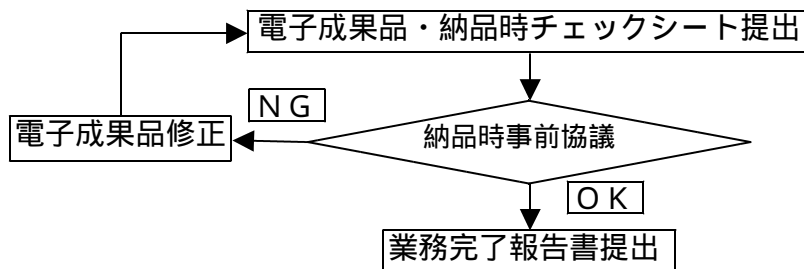 電子成果品・納品時チェックシート提出
ＮＧ
電子成果品修正
納品時事前協議
ＯＫ
業務完了報告書提出